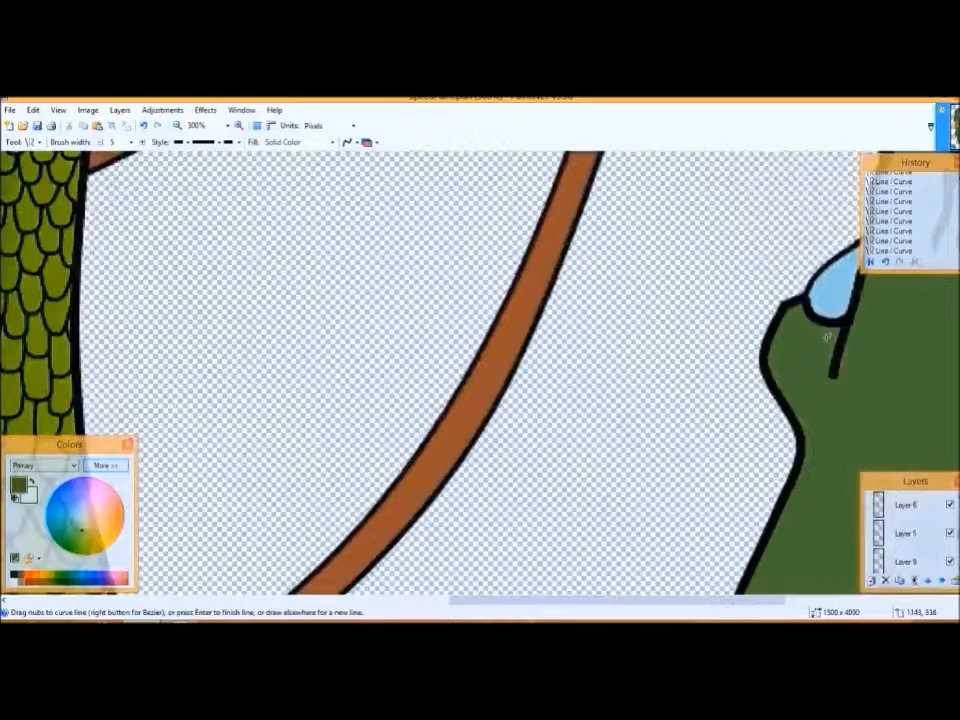 File Edit View Image Layers Adjustments Effects Window Help
300% Units: Pixels
Tool: Brush width: 5 Style: Fill: Solid Color
History
Line / Curve
Line / Curve
Line / Curve
Line / Curve
Line / Curve
Line / Curve
Line / Curve
Line / Curve
Colors
Primary
More >>
Layers
Layer 6
Layer 5
Layer 9
Drag nubs to curve line (right button for Bezier), or press Enter to finish line, or draw elsewhere for a new line.
1500 x 4000
1143, 838